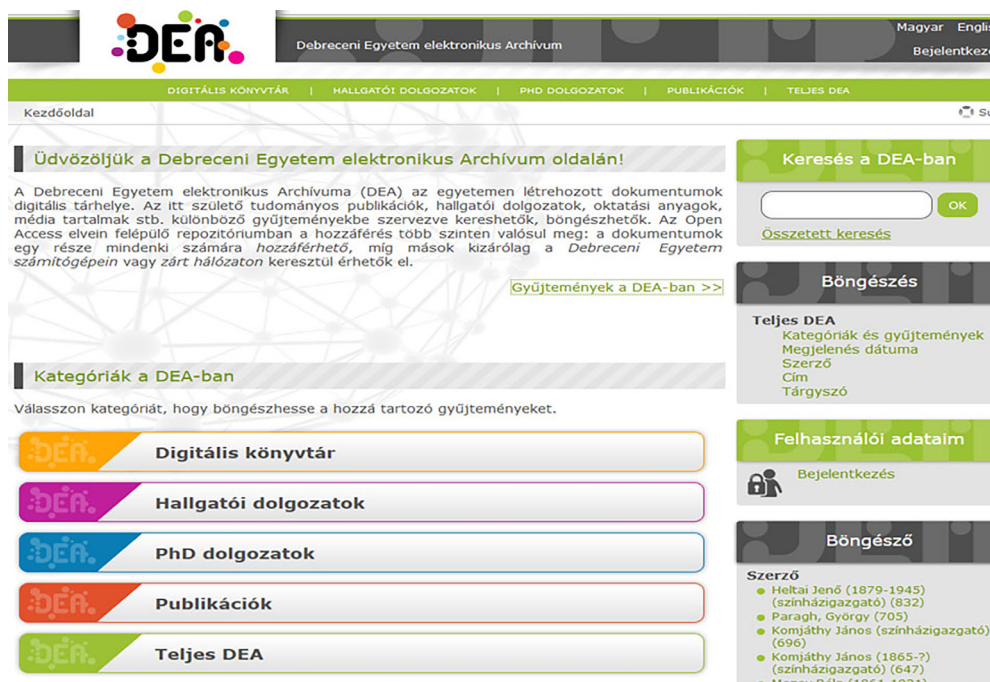 DEA
Debreceni Egyetem elektronikus Archívum
Magyar
DIGITÁLIS KÖNYVTÁR | HALLGATÓI DOLGOZATOK | PHD DOLGOZATOK | PUBLIKÁCIÓK | TELJES DEA
Kezdőoldal
Üdvözöljük a Debreceni Egyetem elektronikus Archívum oldalán!
A Debreceni Egyetem elektronikus Archívuma (DEA) az egyetemen létrehozott dokumentumok
digitális tárhelye. Az itt születő tudományos publikációk, hallgatói dolgozatok, oktatási anyagok,
média tartalmak stb. különböző gyűjteményekbe szervezve kereshetők, böngészhetők. Az Open
Access elvein felépülő repozitóriumban a hozzáférés több szinten valósul meg: a dokumentumok
egy része mindenki számára hozzáférhető, míg mások kizárólag a Debreceni Egyetem
számítógépein vagy zárt hálózaton keresztül érhetők el.
Gyűjtemények a DEA-ban >>
Kategóriák a DEA-ban
Válasszon kategóriát, hogy böngészhesse a hozzá tartozó gyűjteményeket.
DEA Digitális könyvtár
DEA Hallgatói dolgozatok
DEA PhD dolgozatok
DEA Publikációk
DEA Teljes DEA
Keresés a DEA-ban
OK
Összetett keresés
Böngészés
Teljes DEA
Kategóriák és gyűjtemények
Megjelenés dátuma
Szerző
Cím
Tárgyszó
Felhasználói adataim
Bejelentkezés
Böngésző
Szerző
Heltai Jenő (1879-1945)
(színházigazgató) (832)
Paragh, György (705)
Komjáthy János (színházigazgató)
(696)
Komjáthy János (1865-?)
(színházigazgató) (647)